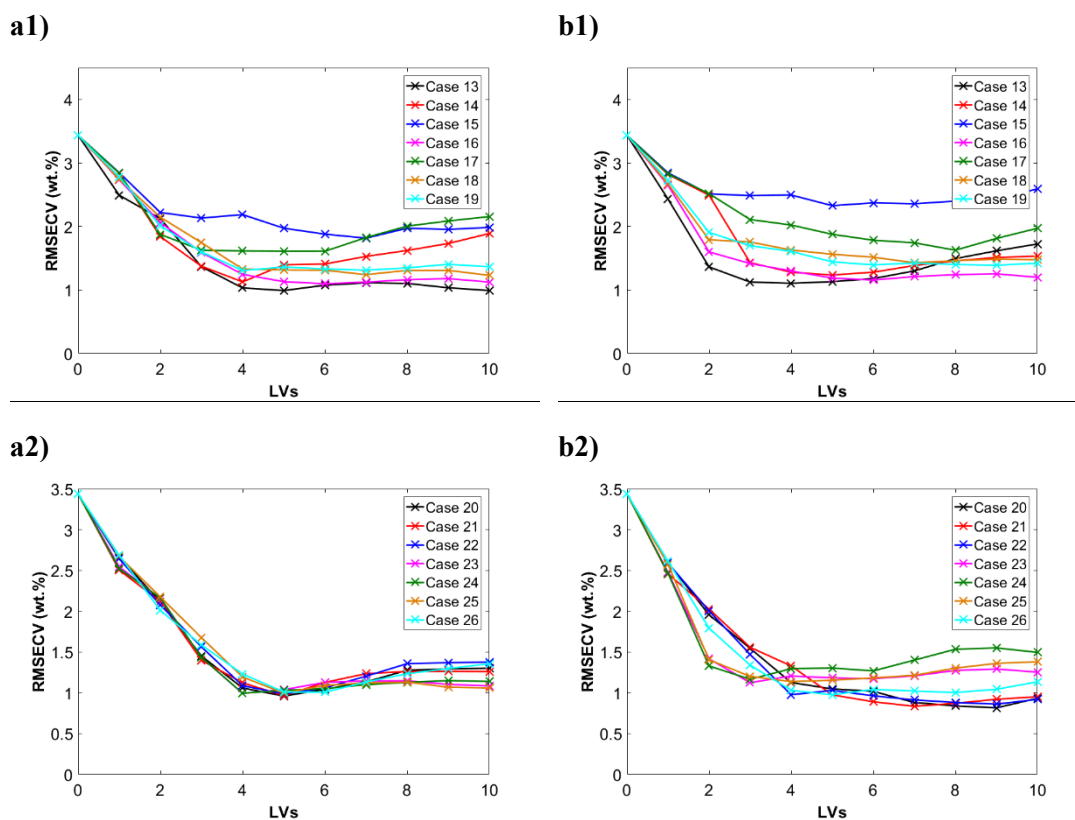 a1)
b1)
RMSECV (wt.%)
4
3
2
1
0
0 2 4 6 8 10
LVs
Case 13
Case 14
Case 15
Case 16
Case 17
Case 18
Case 19
RMSECV (wt.%)
4
3
2
1
0
0 2 4 6 8 10
LVs
Case 13
Case 14
Case 15
Case 16
Case 17
Case 18
Case 19
a2)
b2)
RMSECV (wt.%)
3.5
3
2.5
2
1.5
1
0.5
0
0 2 4 6 8 10
LVs
Case 20
Case 21
Case 22
Case 23
Case 24
Case 25
Case 26
RMSECV (wt.%)
3.5
3
2.5
2
1.5
1
0.5
0
0 2 4 6 8 10
LVs
Case 20
Case 21
Case 22
Case 23
Case 24
Case 25
Case 26